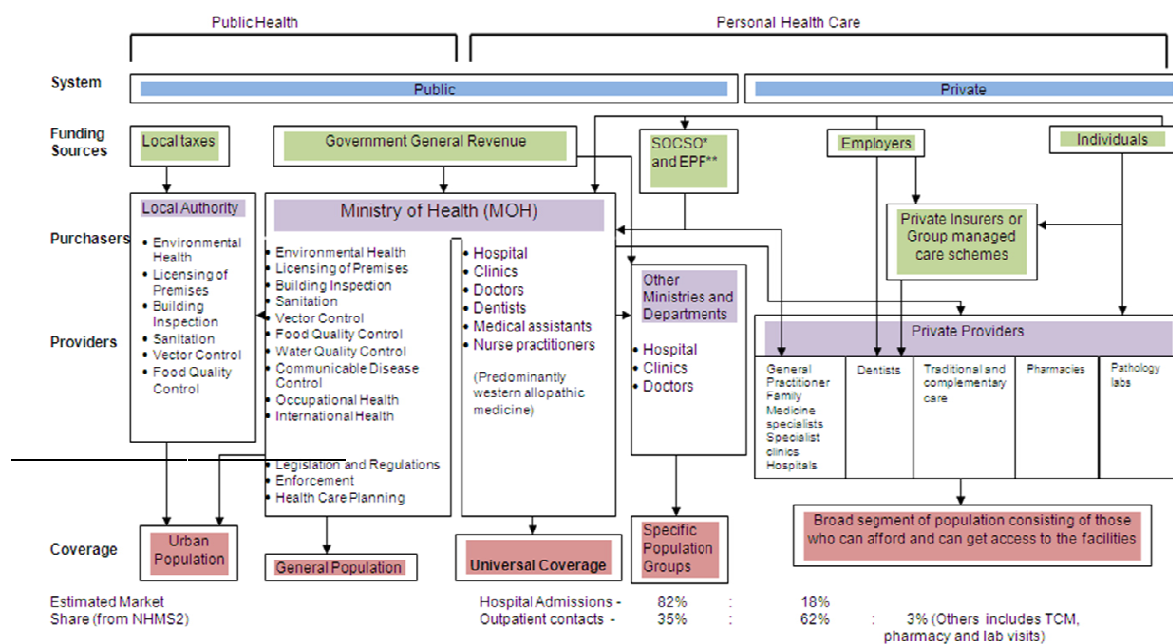 Public Health
Personal Health Care
System
Public
Private
Funding
Sources
Local taxes
Government General Revenue
SOCSO*
and EPF**
Employers
Individuals
Purchasers
Providers
Local Authority
• Environmental
Health
• Licensing of
Premises
• Building
Inspection
• Sanitation
• Vector Control
• Food Quality
Control
Ministry of Health (MOH)
• Environmental Health
• Licensing of Premises
• Building Inspection
• Sanitation
• Vector Control
• Food Quality Control
• Water Quality Control
• Communicable Disease
Control
• Occupational Health
• International Health
• Legislation and Regulations
• Enforcement
• Health Care Planning
• Hospital
• Clinics
• Doctors
• Dentists
• Medical assistants
• Nurse practitioners
(Predominantly
western allopathic
medicine)
Other
Ministries and
Departments
• Hospital
• Clinics
• Doctors
Private Insurers or
Group managed
care schemes
Private Providers
General
Practitioner
Family
Medicine
specialists
Specialist
clinics
Hospitals
Dentists
Traditional and
complementary
care
Pharmacies
Pathology
labs
Coverage
Urban
Population
General Population
Universal Coverage
Specific
Population
Groups
Broad segment of population consisting of those
who can afford and can get access to the facilities
Estimated Market
Share (from NHMS2)
Hospital Admissions - 82% : 18%
Outpatient contacts - 35% : 62% : 3% (Others includes TCM,
pharmacy and lab visits)